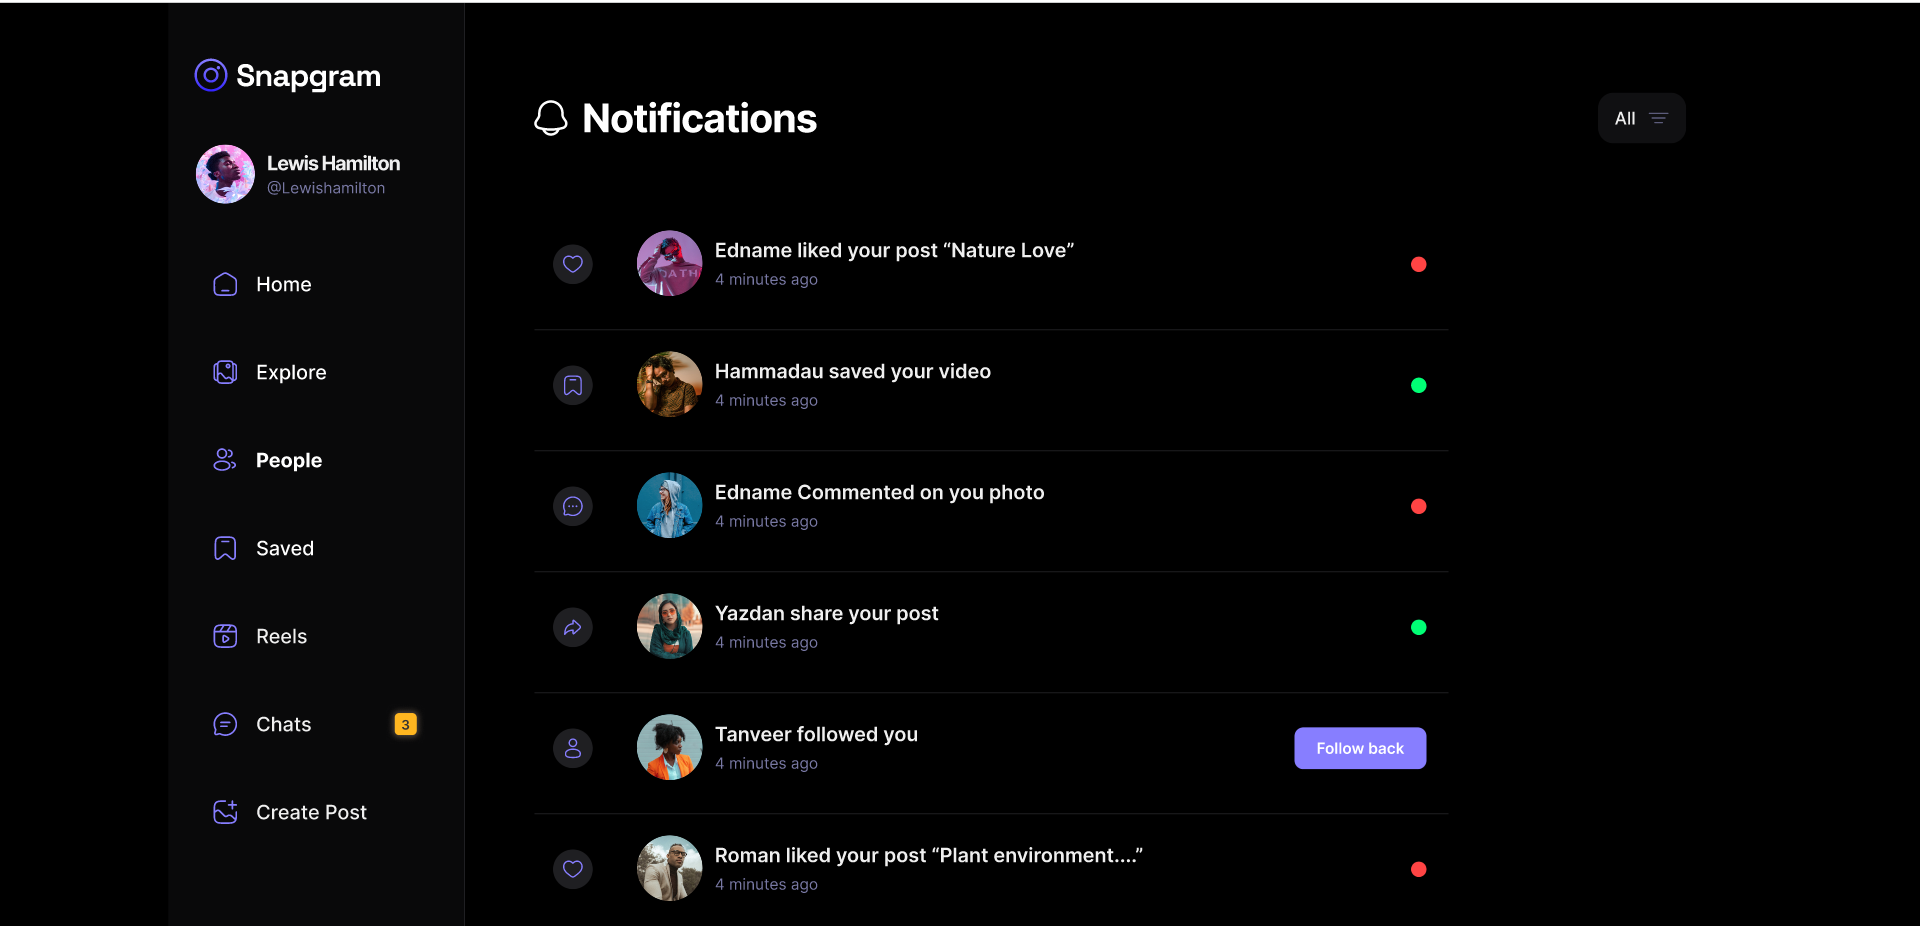 Snapgram
Lewis Hamilton
@Lewishamilton
Home
Explore
People
Saved
Reels
Chats 3
Create Post
Notifications
All
Edname liked your post “Nature Love”
4 minutes ago
Hammadau saved your video
4 minutes ago
Edname Commented on you photo
4 minutes ago
Yazdan share your post
4 minutes ago
Tanveer followed you
4 minutes ago
Follow back
Roman liked your post “Plant environment....”
4 minutes ago